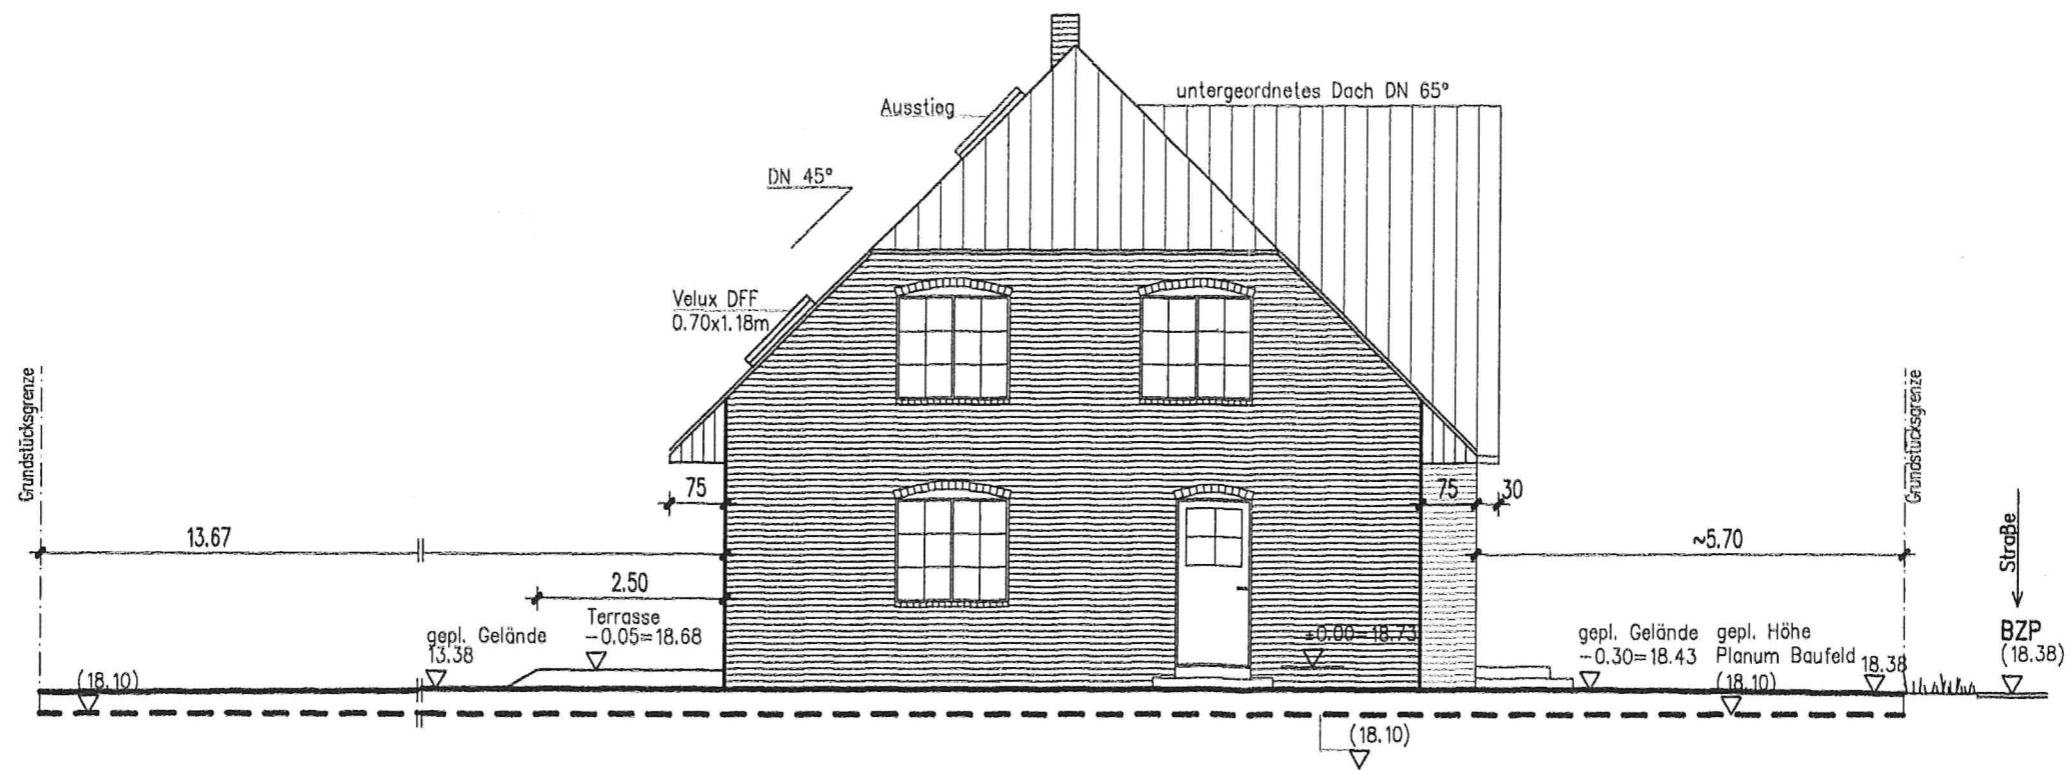 untergeordnetes Dach DN 65°
Ausstieg
DN 45°
Velux DFF
0.70x1.18m
Grundstücksgrenze
Grundstücksgrenze
75
75
30
13.67
~5.70
Straße
2.50
Terrasse
-0.05=18.68
gepl. Gelände
13.38
±0.00=18.73
gepl. Gelände
-0.30=18.43
gepl. Höhe
Planum Baufeld
(18.10)
18.38
BZP
(18.38)
(18.10)
(18.10)